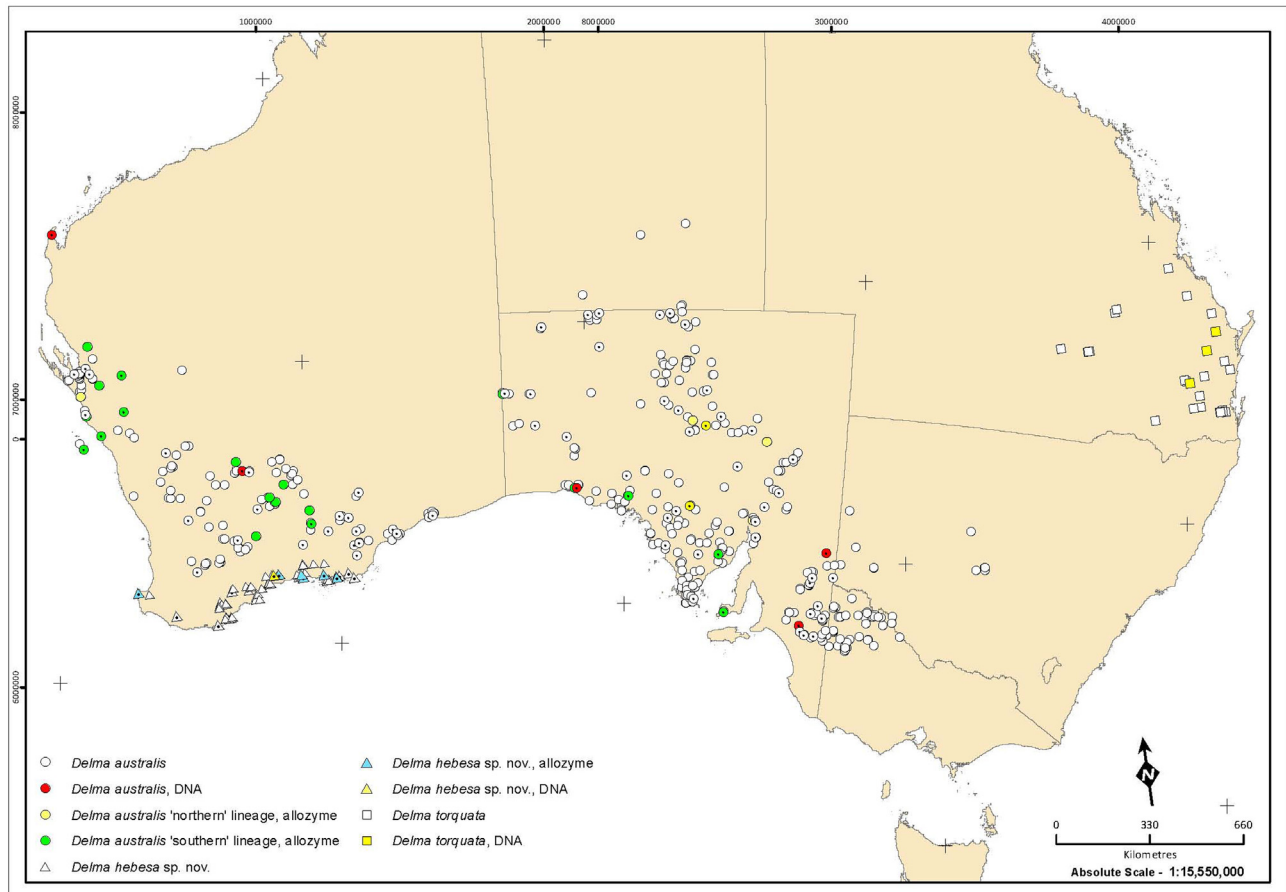 1000000 2000000 8000000 3000000 4000000
8000000
7000000
0
6000000
Delma australis
Delma australis, DNA
Delma australis 'northern' lineage, allozyme
Delma australis 'southern' lineage, allozyme
Delma hebesa sp. nov.
Delma hebesa sp. nov., allozyme
Delma hebesa sp. nov., DNA
Delma torquata
Delma torquata, DNA
N
0 330 660
Kilometres
Absolute Scale - 1:15,550,000